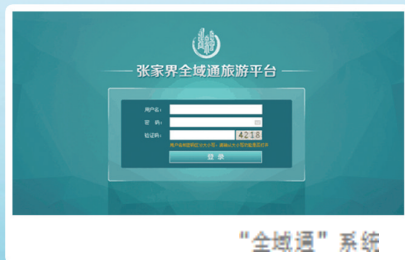 张家界全域通旅游平台
用户名：
密 码：
验证码： 4218
登 录
“全域通”系统